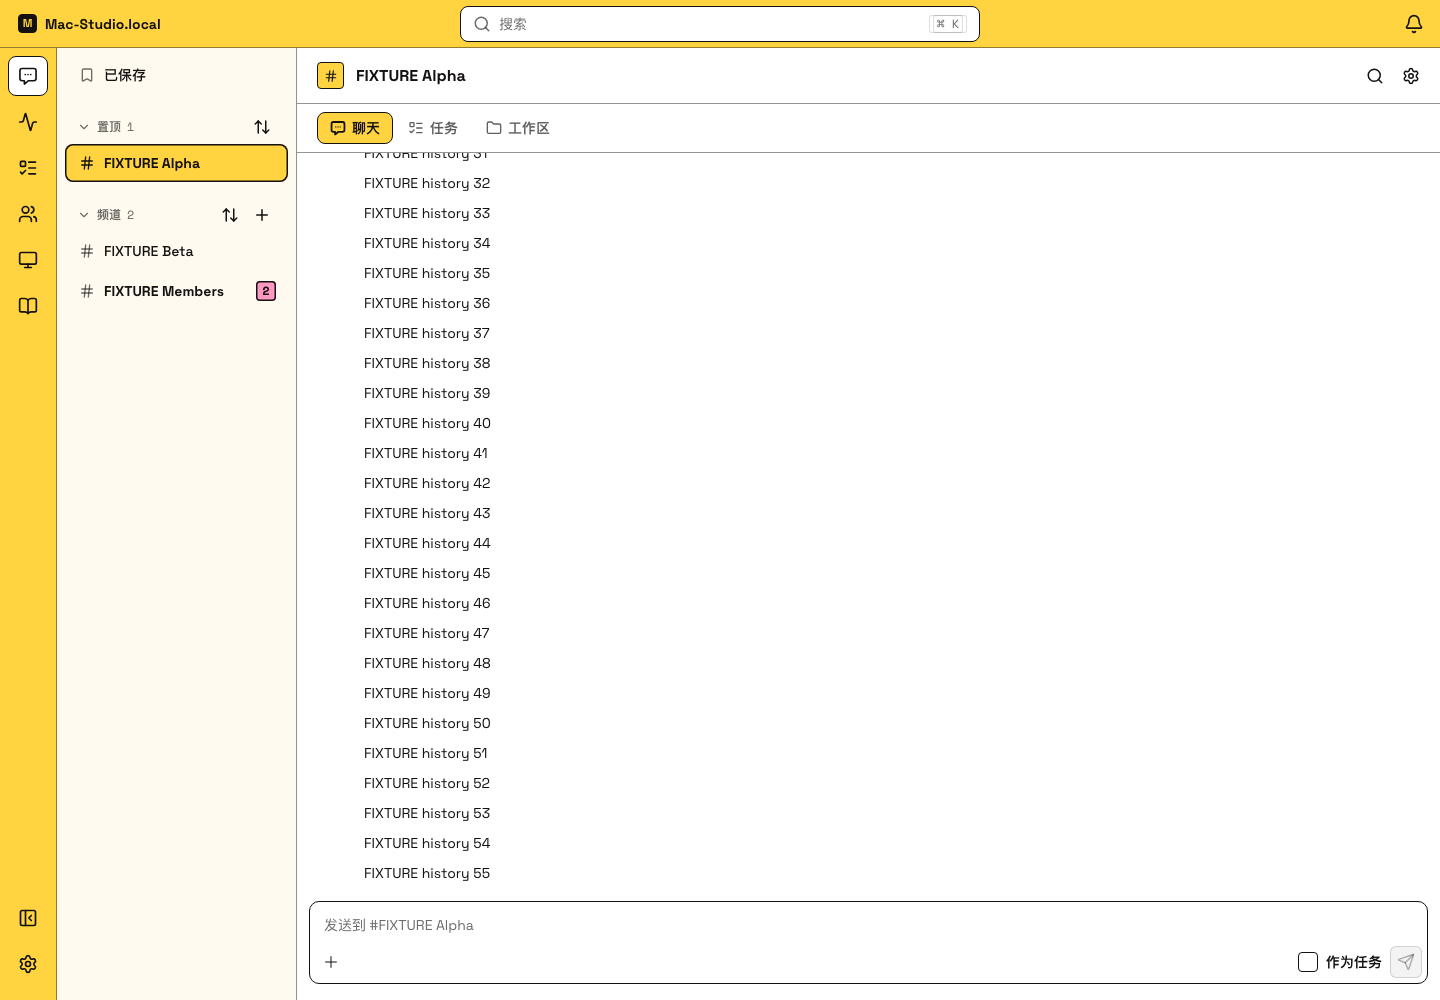 M Mac-Studio.local
搜索
⌘ K
已保存
置顶 1
FIXTURE Alpha
频道 2
FIXTURE Beta
FIXTURE Members 2
FIXTURE Alpha
聊天 任务 工作区
FIXTURE history 31
FIXTURE history 32
FIXTURE history 33
FIXTURE history 34
FIXTURE history 35
FIXTURE history 36
FIXTURE history 37
FIXTURE history 38
FIXTURE history 39
FIXTURE history 40
FIXTURE history 41
FIXTURE history 42
FIXTURE history 43
FIXTURE history 44
FIXTURE history 45
FIXTURE history 46
FIXTURE history 47
FIXTURE history 48
FIXTURE history 49
FIXTURE history 50
FIXTURE history 51
FIXTURE history 52
FIXTURE history 53
FIXTURE history 54
FIXTURE history 55
发送到 #FIXTURE Alpha
作为任务